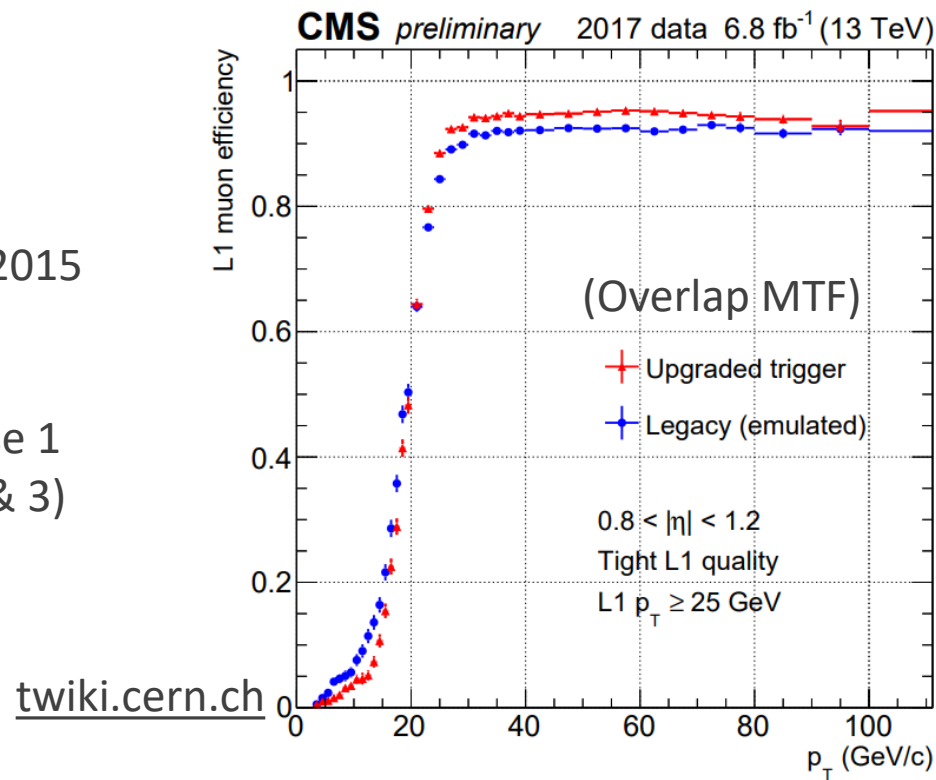 CMS preliminary 2017 data 6.8 fb⁻¹ (13 TeV)
L1 muon efficiency
1
0.8
0.6
0.4
0.2
0
2015
e 1
& 3)
twiki.cern.ch
(Overlap MTF)
Upgraded trigger
Legacy (emulated)
0.8 < |η| < 1.2
Tight L1 quality
L1 p_T ≥ 25 GeV
0 20 40 60 80 100
p_T (GeV/c)